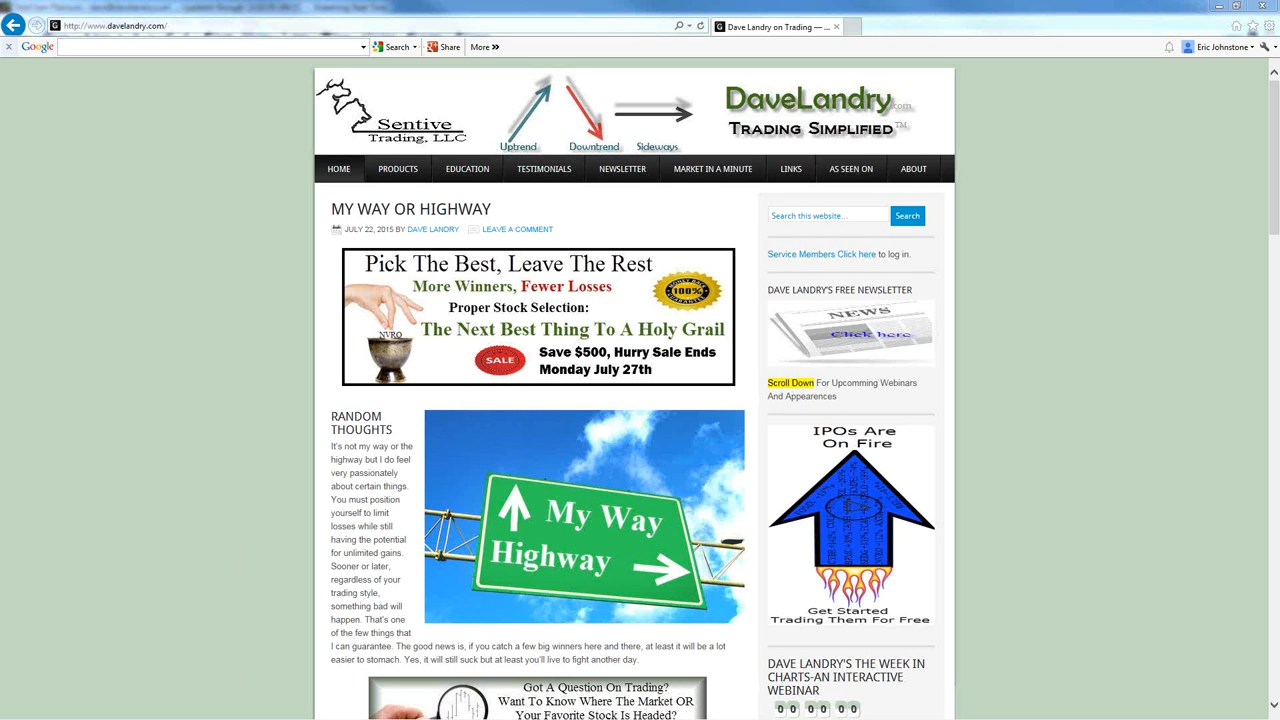 http://www.davelandry.com/
Dave Landry on Trading — ...
Google
Search
Share
More »
Eric Johnstone
Sentive
Trading, LLC
Uptrend
Downtrend
Sideways
DaveLandry.com
Trading Simplified™
HOME
PRODUCTS
EDUCATION
TESTIMONIALS
NEWSLETTER
MARKET IN A MINUTE
LINKS
AS SEEN ON
ABOUT
MY WAY OR HIGHWAY
JULY 22, 2015 BY DAVE LANDRY
LEAVE A COMMENT
Pick The Best, Leave The Rest
More Winners, Fewer Losses
MONEY BACK
100%
GUARANTEE
Proper Stock Selection:
The Next Best Thing To A Holy Grail
NVRO
SALE
Save $500, Hurry Sale Ends
Monday July 27th
RANDOM
THOUGHTS
It's not my way or the
highway but I do feel
very passionately
about certain things.
You must position
yourself to limit
losses while still
having the potential
for unlimited gains.
Sooner or later,
regardless of your
trading style,
something bad will
happen. That's one
of the few things that
I can guarantee. The good news is, if you catch a few big winners here and there, at least it will be a lot
easier to stomach. Yes, it will still suck but at least you'll live to fight another day.
My Way
Highway
Got A Question On Trading?
Want To Know Where The Market OR
Your Favorite Stock Is Headed?
Search this website...
Search
Service Members Click here to log in.
DAVE LANDRY'S FREE NEWSLETTER
NEWS
Click here
Scroll Down For Upcomming Webinars
And Appearences
IPOs Are
On Fire
Get Started
Trading Them For Free
DAVE LANDRY'S THE WEEK IN
CHARTS-AN INTERACTIVE
WEBINAR
00 00 00